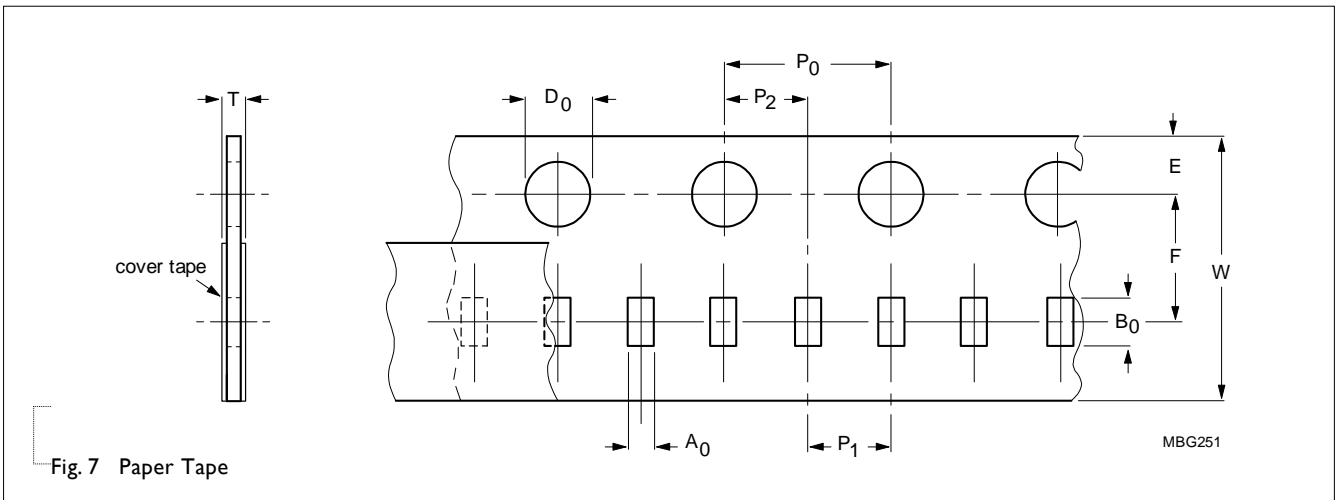 P0
T
D0
P2
E
F
W
cover tape
B0
A0
P1
MBG251
Fig. 7 Paper Tape